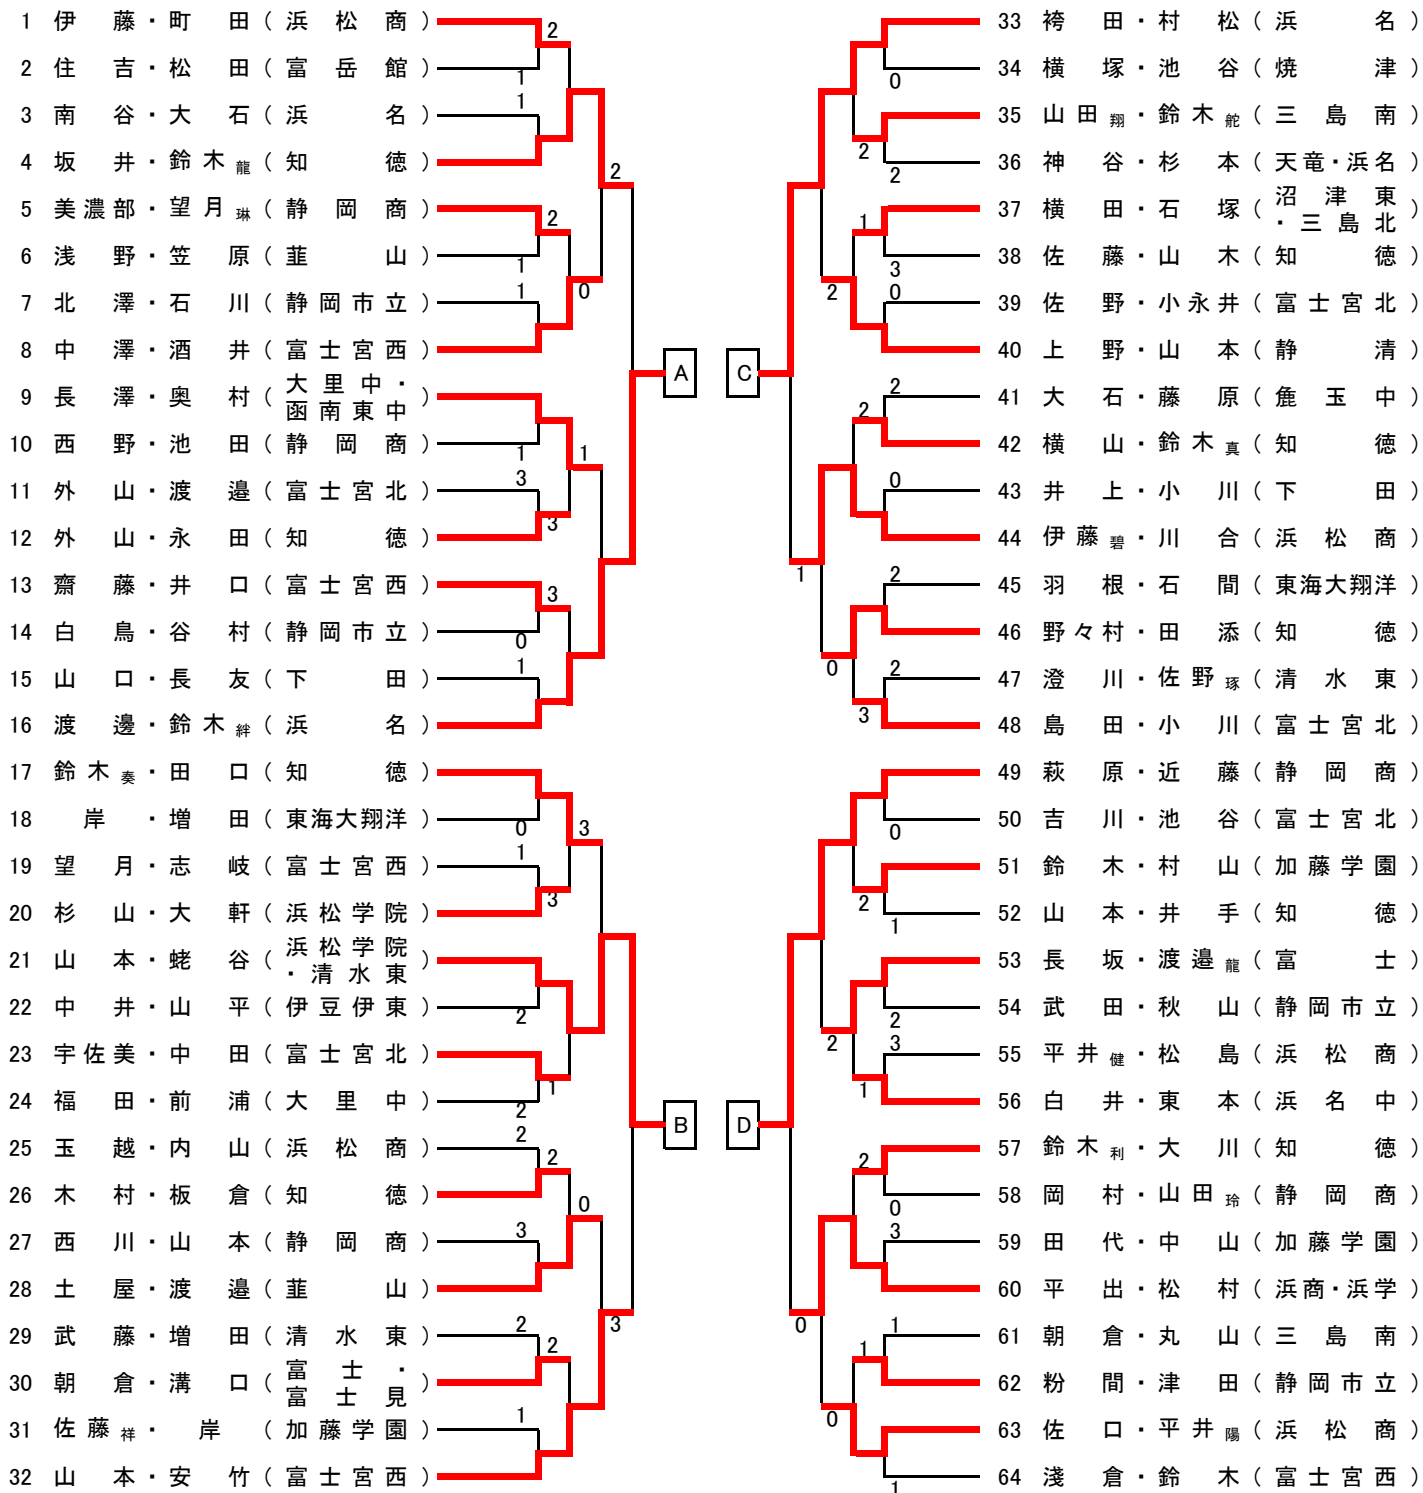 1 伊藤・町田（浜松商）
2 住吉・松田（富岳館）
3 南谷・大石（浜名）
4 坂井・鈴木龍（知徳）
5 美濃部・望月琳（静岡商）
6 浅野・笠原（韮山）
7 北澤・石川（静岡市立）
8 中澤・酒井（富士宮西）
9 長澤・奥村（大里中・函南東中）
10 西野・池田（静岡商）
11 外山・渡邉（富士宮北）
12 外山・永田（知徳）
13 齋藤・井口（富士宮西）
14 白鳥・谷村（静岡市立）
15 山口・長友（下田）
16 渡邊・鈴木絆（浜名）
17 鈴木奏・田口（知徳）
18 岸・増田（東海大翔洋）
19 望月・志岐（富士宮西）
20 杉山・大軒（浜松学院）
21 山本・蛯谷（浜松学院・清水東）
22 中井・山平（伊豆伊東）
23 宇佐美・中田（富士宮北）
24 福田・前浦（大里中）
25 玉越・内山（浜松商）
26 木村・板倉（知徳）
27 西川・山本（静岡商）
28 土屋・渡邉（韮山）
29 武藤・増田（清水東）
30 朝倉・溝口（富士・富士見）
31 佐藤祥・岸（加藤学園）
32 山本・安竹（富士宮西）
2
1
1
2
2
1
1
0
1
1
3
3
3
0
1
0
3
1
3
2
1
2
2
2
0
3
3
2
2
1
A
B
C
D
33 袴田・村松（浜名）
34 横塚・池谷（焼津）
35 山田翔・鈴木舵（三島南）
36 神谷・杉本（天竜・浜名）
37 横田・石塚（沼津東・三島北）
38 佐藤・山木（知徳）
39 佐野・小永井（富士宮北）
40 上野・山本（静清）
41 大石・藤原（麁玉中）
42 横山・鈴木真（知徳）
43 井上・小川（下田）
44 伊藤碧・川合（浜松商）
45 羽根・石間（東海大翔洋）
46 野々村・田添（知徳）
47 澄川・佐野琢（清水東）
48 島田・小川（富士宮北）
49 萩原・近藤（静岡商）
50 吉川・池谷（富士宮北）
51 鈴木・村山（加藤学園）
52 山本・井手（知徳）
53 長坂・渡邉龍（富士）
54 武田・秋山（静岡市立）
55 平井健・松島（浜松商）
56 白井・東本（浜名中）
57 鈴木利・大川（知徳）
58 岡村・山田玲（静岡商）
59 田代・中山（加藤学園）
60 平出・松村（浜商・浜学）
61 朝倉・丸山（三島南）
62 粉間・津田（静岡市立）
63 佐口・平井陽（浜松商）
64 淺倉・鈴木（富士宮西）
0
2
2
1
3
2
0
2
2
0
1
2
0
2
3
0
2
1
2
2
3
1
2
0
3
0
1
1
0
1